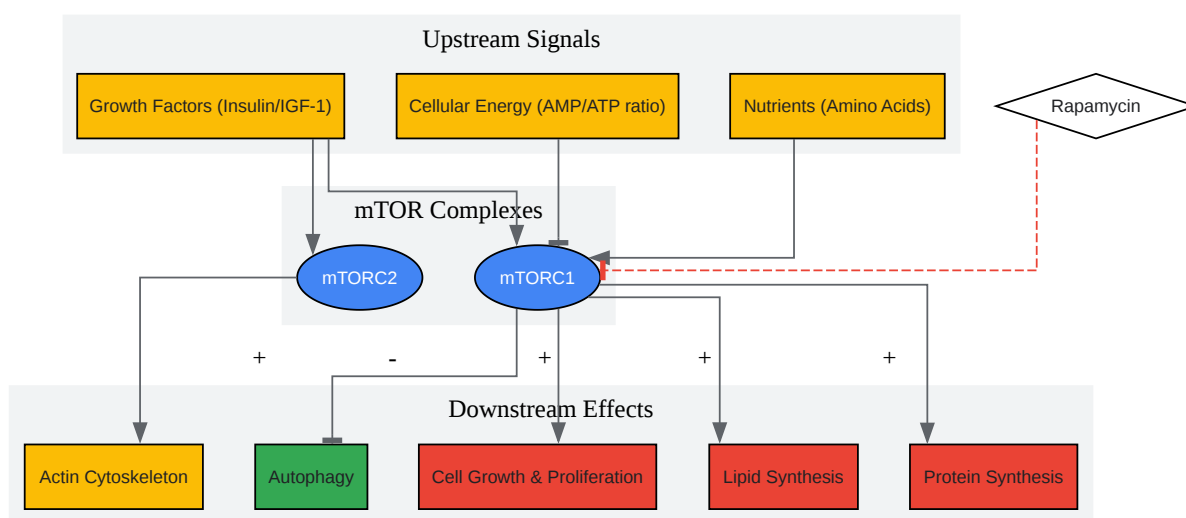 Upstream Signals
Growth Factors (Insulin/IGF-1)
Cellular Energy (AMP/ATP ratio)
Nutrients (Amino Acids)
Rapamycin
mTOR Complexes
mTORC2
mTORC1
+
-
+
+
+
Downstream Effects
Actin Cytoskeleton
Autophagy
Cell Growth & Proliferation
Lipid Synthesis
Protein Synthesis